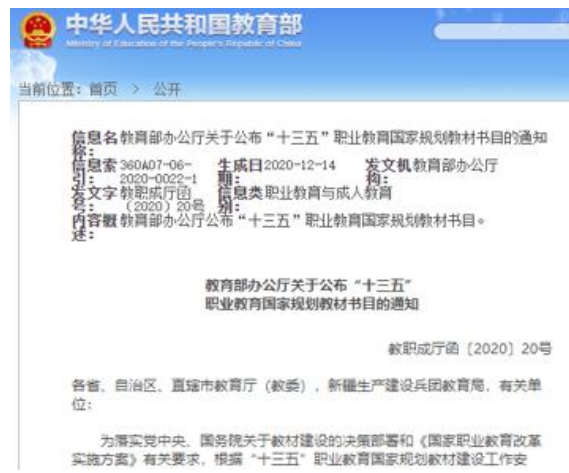 中华人民共和国教育部
Ministry of Education of the People's Republic of China
当前位置：首页 > 公开
信息名称：教育部办公厅关于公布“十三五”职业教育国家规划教材书目的通知
信息索引：360A07-06-2020-0022-1 生成日期：2020-12-14 发文机构：教育部办公厅
发文字号：教职成厅函〔2020〕20号 信息类别：职业教育与成人教育
内容概述：教育部办公厅公布“十三五”职业教育国家规划教材书目。
教育部办公厅关于公布“十三五”
职业教育国家规划教材书目的通知
教职成厅函〔2020〕20号
各省、自治区、直辖市教育厅（教委），新疆生产建设兵团教育局，有关单
位：
为落实党中央、国务院关于教材建设的决策部署和《国家职业教育改革
实施方案》有关要求，根据“十三五”职业教育国家规划教材建设工作安